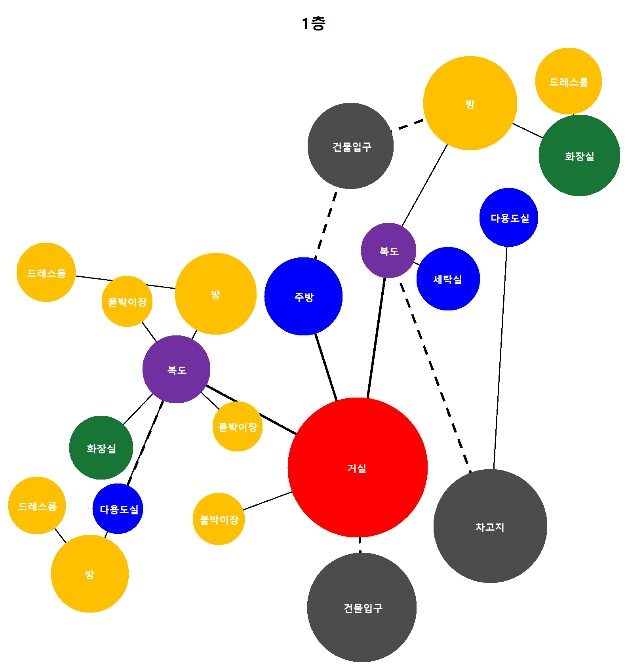 1층
드레스룸
방
건물입구
화장실
다용도실
복도
드레스룸
세탁실
방
주방
붙박이장
복도
붙박이장
화장실
거실
드레스룸
다용도실
붙박이장
차고지
방
건물입구